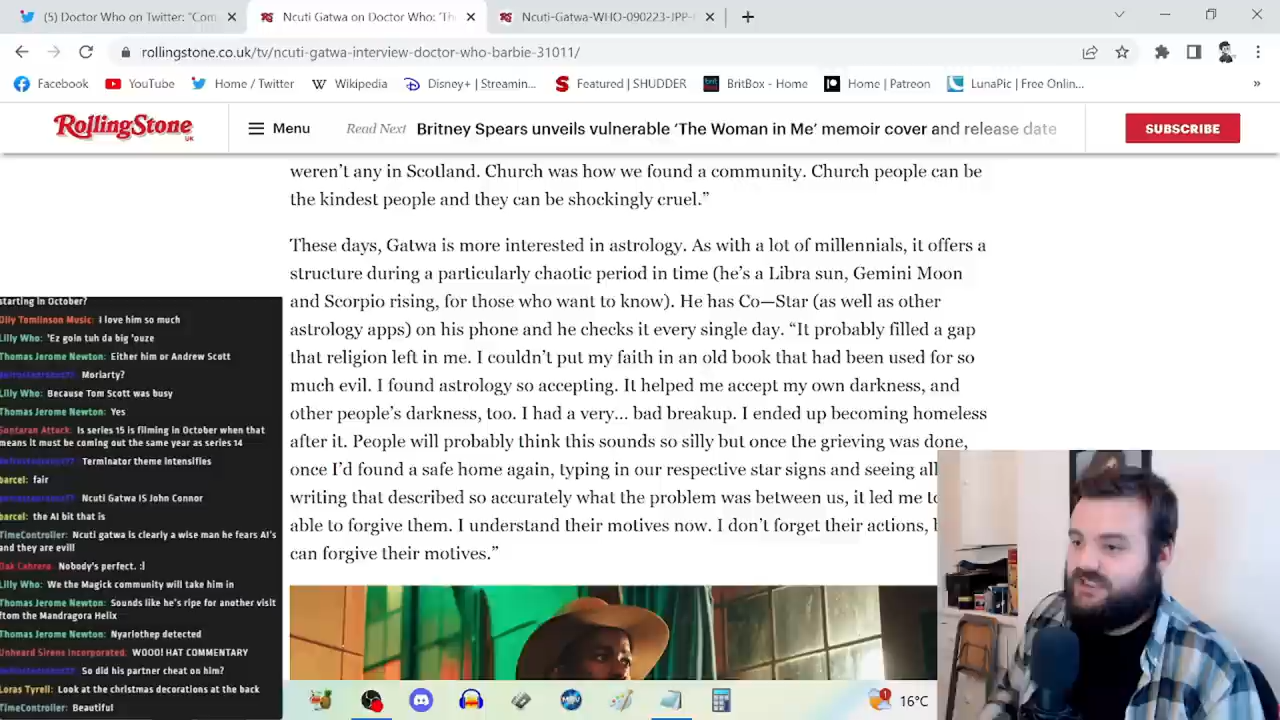 (5) Doctor Who on Twitter: "Com
Ncuti Gatwa on Doctor Who: 'Th
Ncuti-Gatwa-WHO-090223-JPP-F
rollingstone.co.uk/tv/ncuti-gatwa-interview-doctor-who-barbie-31011/
Facebook
YouTube
Home / Twitter
Wikipedia
Disney+ | Streamin...
Featured | SHUDDER
BritBox - Home
Home | Patreon
LunaPic | Free Onlin...
»
RollingStone
UK
Menu
Read Next Britney Spears unveils vulnerable 'The Woman in Me' memoir cover and release date
SUBSCRIBE
weren't any in Scotland. Church was how we found a community. Church people can be
the kindest people and they can be shockingly cruel."
These days, Gatwa is more interested in astrology. As with a lot of millennials, it offers a
structure during a particularly chaotic period in time (he's a Libra sun, Gemini Moon
and Scorpio rising, for those who want to know). He has Co—Star (as well as other
astrology apps) on his phone and he checks it every single day. "It probably filled a gap
that religion left in me. I couldn't put my faith in an old book that had been used for so
much evil. I found astrology so accepting. It helped me accept my own darkness, and
other people's darkness, too. I had a very... bad breakup. I ended up becoming homeless
after it. People will probably think this sounds so silly but once the grieving was done,
once I'd found a safe home again, typing in our respective star signs and seeing all
writing that described so accurately what the problem was between us, it led me
able to forgive them. I understand their motives now. I don't forget their actions,
can forgive their motives."
starting in October?
Olly Tomlinson Music: I love him so much
Lilly Who: 'Ez goin tuh da big 'ouze
Thomas Jerome Newton: Either him or Andrew Scott
Moriarty?
Lilly Who: Because Tom Scott was busy
Thomas Jerome Newton: Yes
Sontaran Attack: Is series 15 is filming in October when that
means it must be coming out the same year as series 14
Terminator theme intensifies
barcel: fair
Ncuti Gatwa IS John Connor
barcel: the AI bit that is
TimeController: Ncuti gatwa is clearly a wise man he fears AI's
and they are evill
Oak Cabrera: Nobody's perfect. :)
Lilly Who: We the Magick community will take him in
Thomas Jerome Newton: Sounds like he's ripe for another visit
ftom the Mandragora Helix
Thomas Jerome Newton: Nyarlothep detected
Unheard Sirens Incorporated: WOOO! HAT COMMENTARY
So did his partner cheat on him?
Loras Tyrell: Look at the christmas decorations at the back
TimeController: Beautiful
16°C